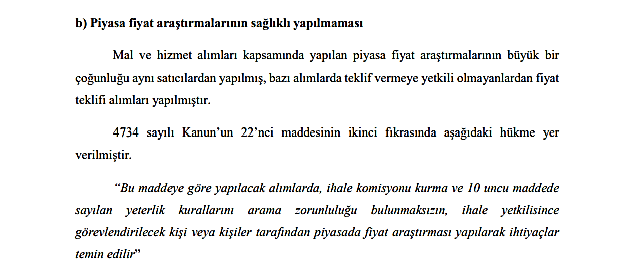 b) Piyasa fiyat araştırmalarının sağlıklı yapılmaması
Mal ve hizmet alımları kapsamında yapılan piyasa fiyat araştırmalarının büyük bir
çoğunluğu aynı satıcılardan yapılmış, bazı alımlarda teklif vermeye yetkili olmayanlardan fiyat
teklifi alımları yapılmıştır.
4734 sayılı Kanun’un 22’nci maddesinin ikinci fıkrasında aşağıdaki hükme yer
verilmiştir.
“Bu maddeye göre yapılacak alımlarda, ihale komisyonu kurma ve 10 uncu maddede
sayılan yeterlik kurallarını arama zorunluluğu bulunmaksızın, ihale yetkilisince
görevlendirilecek kişi veya kişiler tarafından piyasada fiyat araştırması yapılarak ihtiyaçlar
temin edilir”